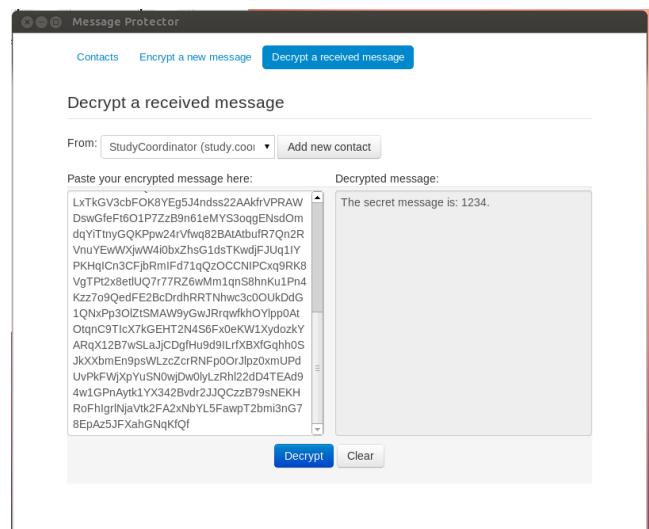 Message Protector
Contacts Encrypt a new message Decrypt a received message
Decrypt a received message
From: StudyCoordinator (study.coor Add new contact
Paste your encrypted message here: Decrypted message:
LxTkGV3cbFOK8YEg5J4ndss22AAkfrVPRAW
DswGfeFt6O1P7ZzB9n61eMYS3oqgENsdOm
dqYiTtnyGQKPpw24rVfwq82BAtAtbufR7Qn2R
VnuYEwWXjwW4i0bxZhsG1dsTKwdjFJUq1IY
PKHqICn3CFjbRmIFd71qQzOCCNIPCxq9RK8
VgTPt2x8etlUQ7r77RZ6wMm1qnS8hnKu1Pn4
Kzz7o9QedFE2BcDrdhRRTNhwc3c0OUkDdG
1QNxPp3OlZtSMAW9yGwJRrqwfkhOYlpp0At
OtqnC9TIcX7kGEHT2N4S6Fx0eKW1XydozkY
ARqX12B7wSLaJjCDgfHu9d9ILrfXBXfGqhh0S
JkXXbmEn9psWLzcZcrRNFp0OrJlpz0xmUPd
UvPkFWjXpYuSN0wjDw0lyLzRhl22dD4TEAd9
4w1GPnAytk1YX342Bvdr2JJQCzzB79sNEKH
RoFhIgrlNjaVtk2FA2xNbYL5FawpT2bmi3nG7
8EpAz5JFXahGNqKfQf
The secret message is: 1234.
Decrypt Clear